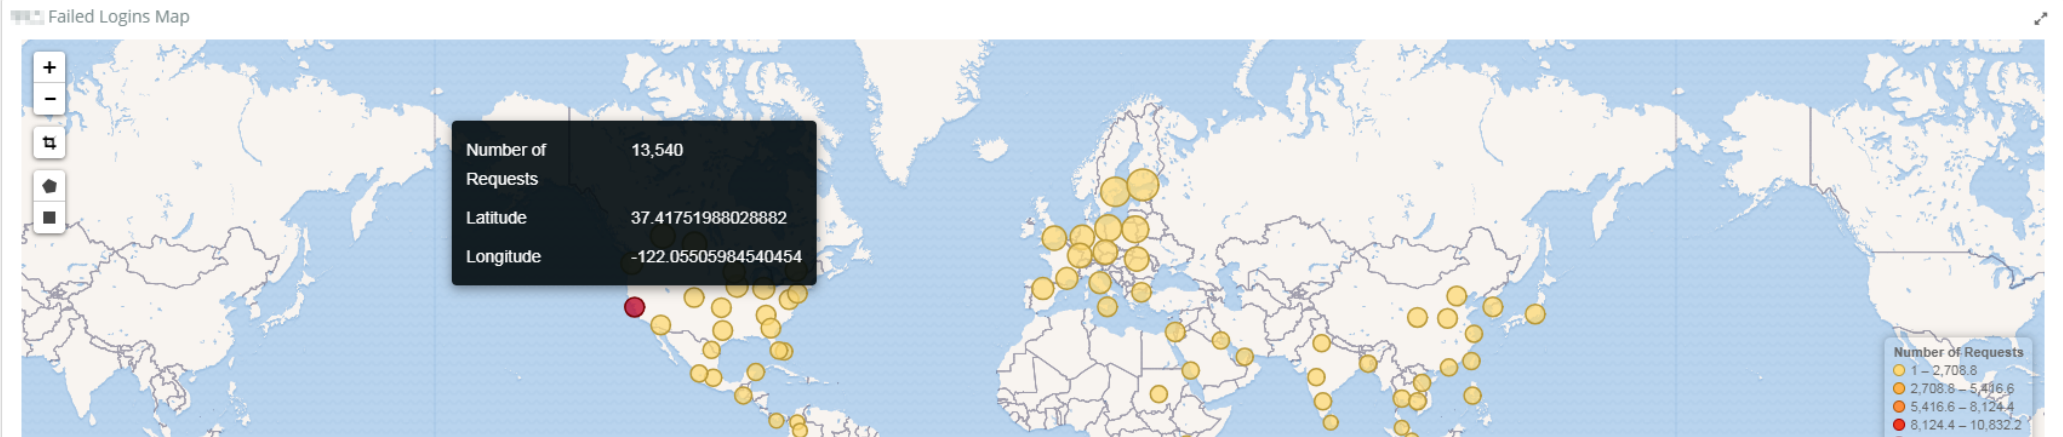 Failed Logins Map
+
−
Number of Requests 13,540
Latitude 37.41751988028882
Longitude -122.05505984540454
Number of Requests
1 – 2,708.8
2,708.8 – 5,416.6
5,416.6 – 8,124.4
8,124.4 – 10,832.2